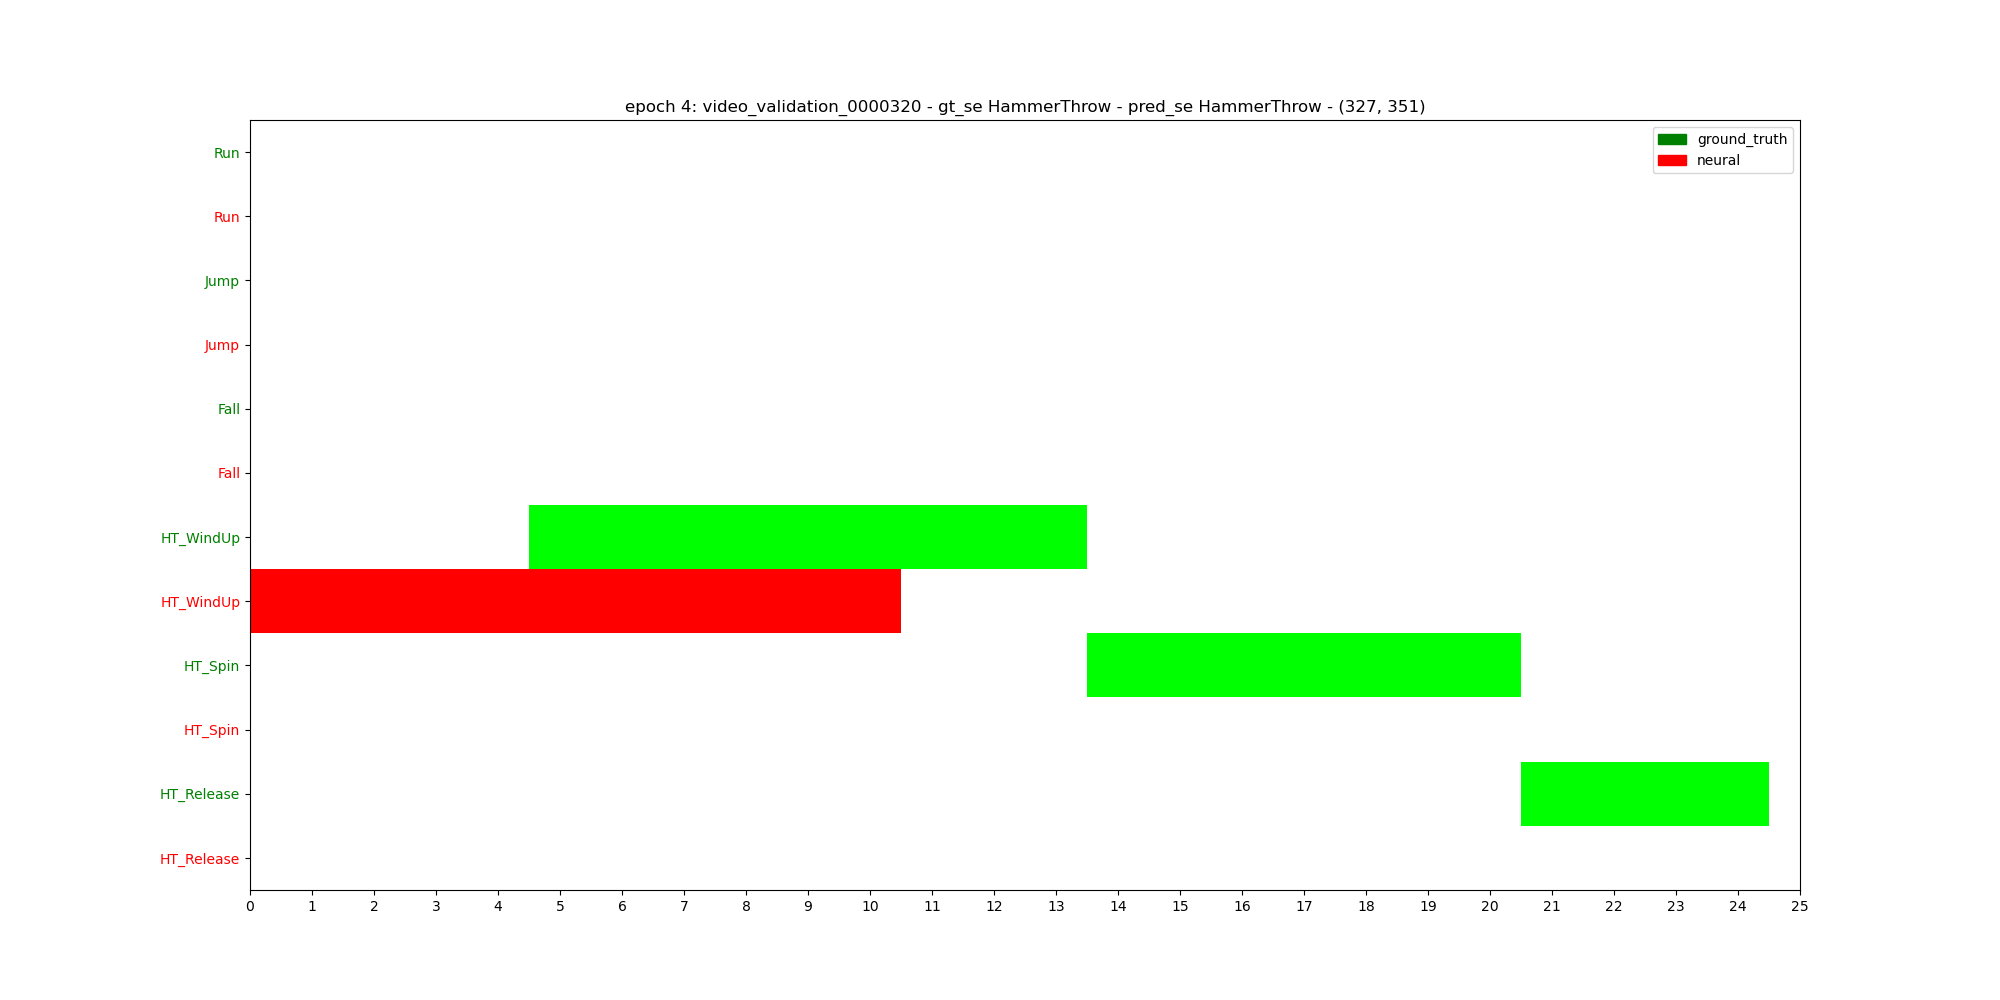 epoch 4: video_validation_0000320 - gt_se HammerThrow - pred_se HammerThrow - (327, 351)
ground_truth
neural
Run
Run
Jump
Jump
Fall
Fall
HT_WindUp
HT_WindUp
HT_Spin
HT_Spin
HT_Release
HT_Release
0 1 2 3 4 5 6 7 8 9 10 11 12 13 14 15 16 17 18 19 20 21 22 23 24 25